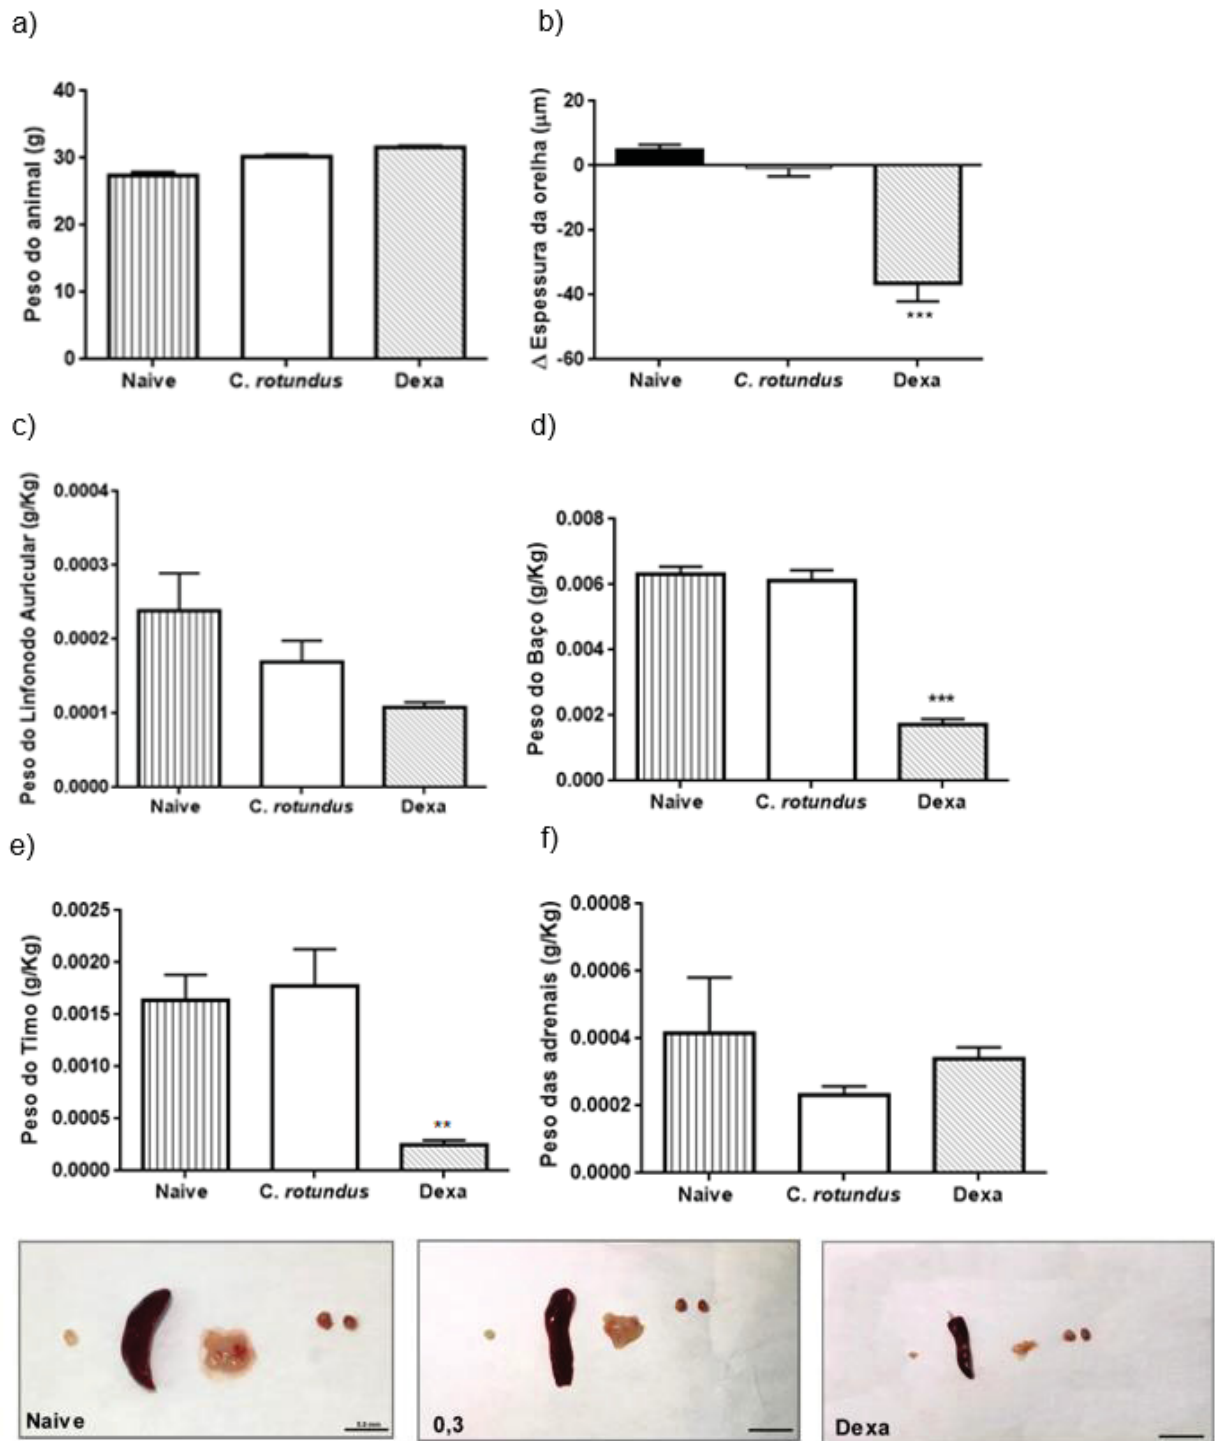 a)
b)
Peso do animal (g)
40
30
20
10
0
Naive C. rotundus Dexa
Δ Espessura da orelha (µm)
20
0
-20
-40
-60
***
Naive C. rotundus Dexa
c)
d)
Peso do Linfonodo Auricular (g/Kg)
0.0004
0.0003
0.0002
0.0001
0.0000
Naive C. rotundus Dexa
Peso do Baço (g/Kg)
0.008
0.006
0.004
0.002
0.000
***
Naive C. rotundus Dexa
e)
f)
Peso do Timo (g/Kg)
0.0025
0.0020
0.0015
0.0010
0.0005
0.0000
**
Naive C. rotundus Dexa
Peso das adrenais (g/Kg)
0.0008
0.0006
0.0004
0.0002
0.0000
Naive C. rotundus Dexa
Naive
0,3
Dexa